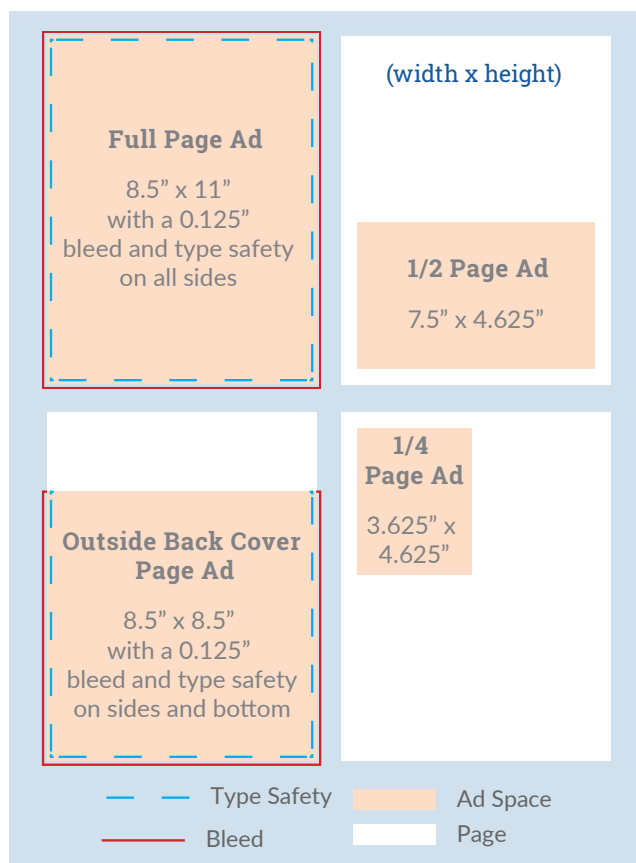 Full Page Ad
8.5” x 11”
with a 0.125”
bleed and type safety
on all sides
(width x height)
1/2 Page Ad
7.5” x 4.625”
Outside Back Cover
Page Ad
8.5” x 8.5”
with a 0.125”
bleed and type safety
on sides and bottom
1/4
Page Ad
3.625” x
4.625”
Type Safety
Ad Space
Bleed
Page